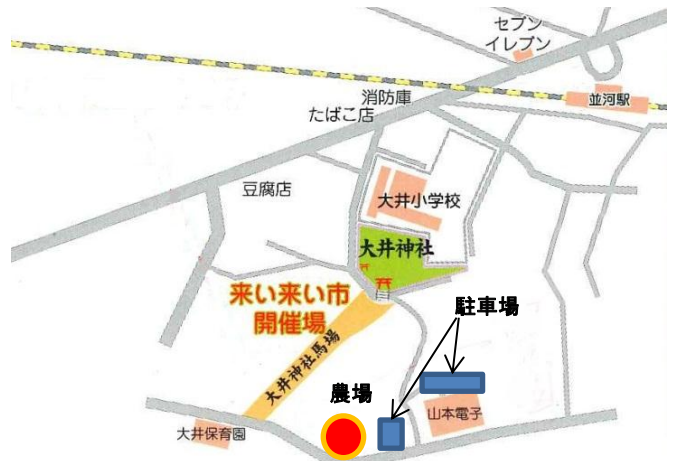 セブン
イレブン
並河駅
消防庫
たばこ店
豆腐店
大井小学校
大井神社
来い来い市
開催場
駐車場
大井神社馬場
農場
山本電子
大井保育園